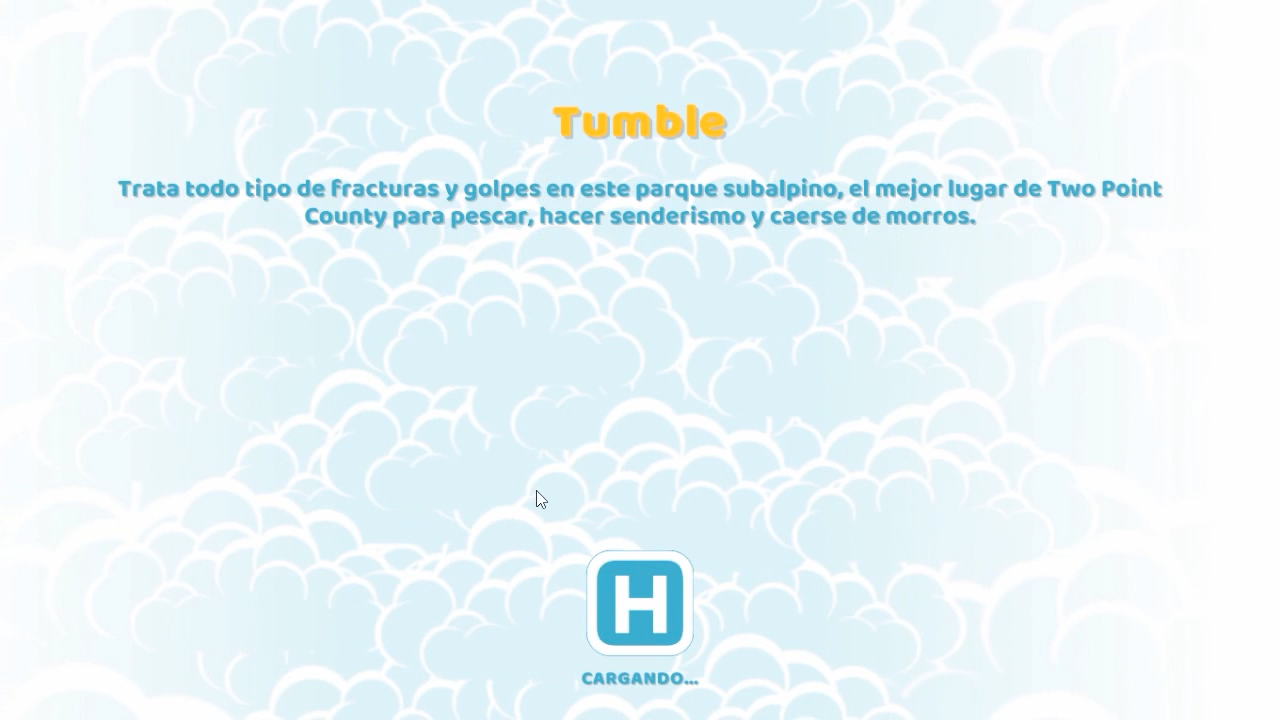 Tumble
Trata todo tipo de fracturas y golpes en este parque subalpino, el mejor lugar de Two Point
County para pescar, hacer senderismo y caerse de morros.
H
CARGANDO...